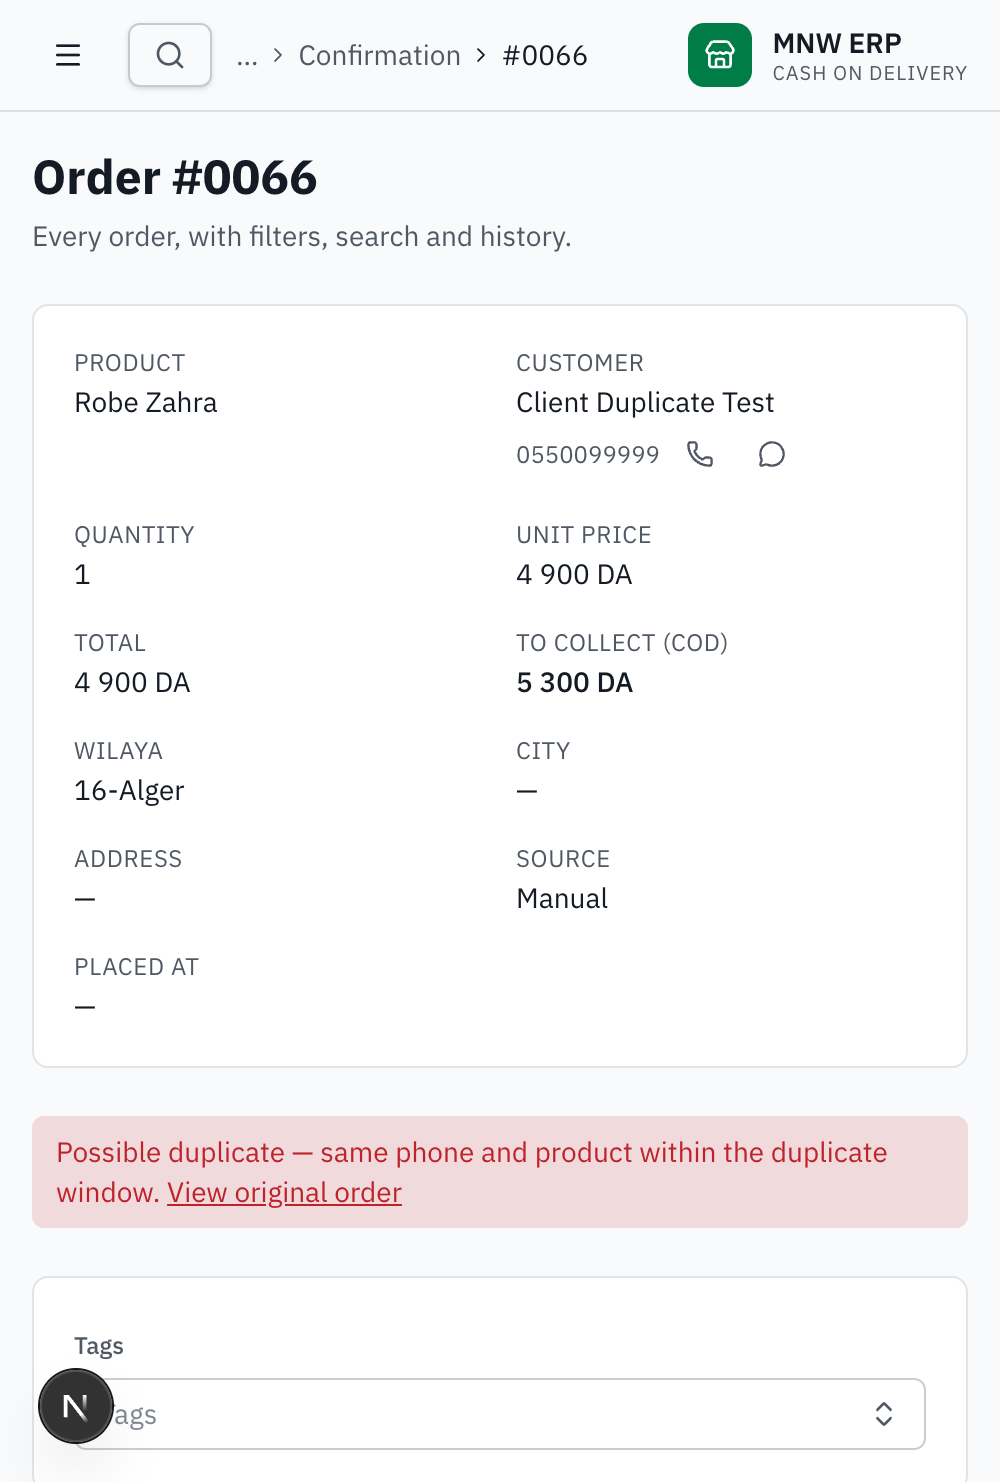 ... > Confirmation > #0066
MNW ERP
CASH ON DELIVERY
Order #0066
Every order, with filters, search and history.
PRODUCT
Robe Zahra
CUSTOMER
Client Duplicate Test
0550099999
QUANTITY
1
UNIT PRICE
4 900 DA
TOTAL
4 900 DA
TO COLLECT (COD)
5 300 DA
WILAYA
16-Alger
CITY
—
ADDRESS
—
SOURCE
Manual
PLACED AT
—
Possible duplicate — same phone and product within the duplicate
window. View original order
Tags
N
ags